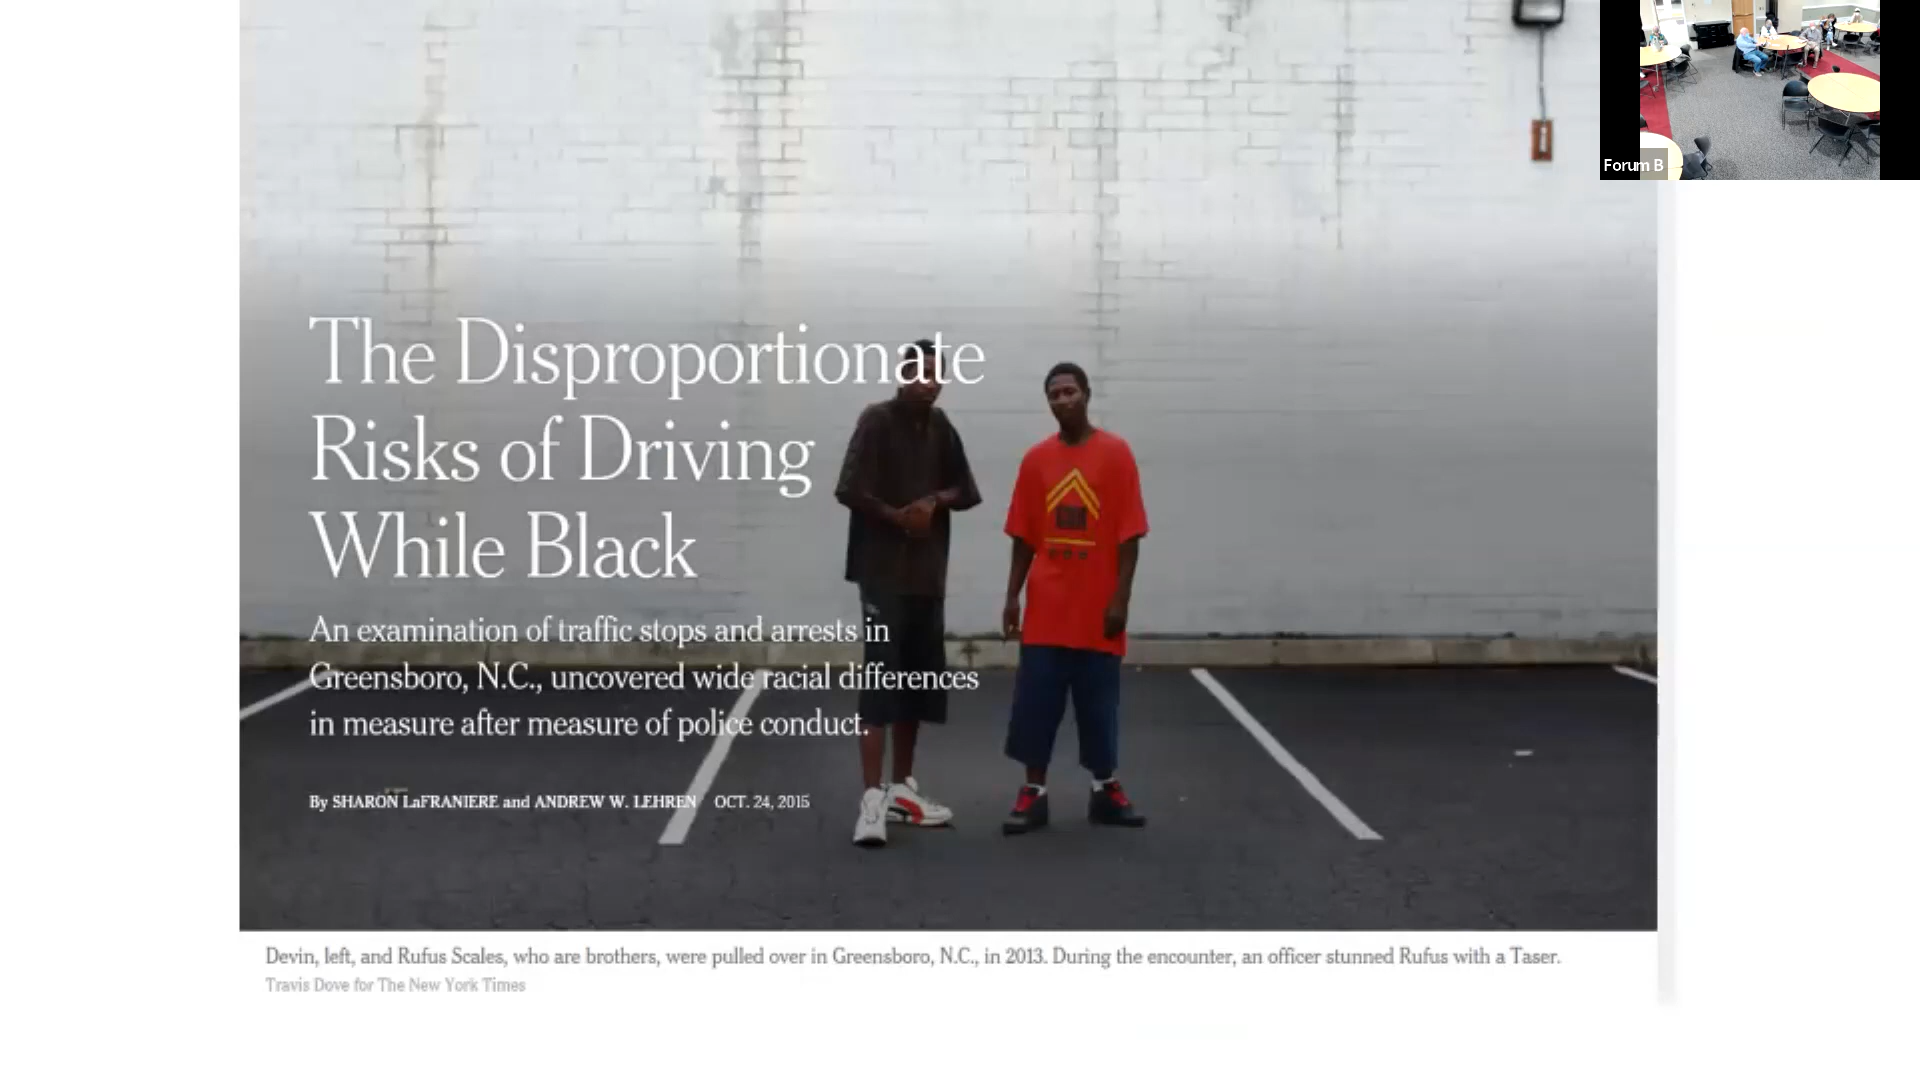 The Disproportionate
Risks of Driving
While Black
An examination of traffic stops and arrests in
Greensboro, N.C., uncovered wide racial differences
in measure after measure of police conduct.
By SHARON LaFRANIERE and ANDREW W. LEHREN OCT. 24, 2015
Devin, left, and Rufus Scales, who are brothers, were pulled over in Greensboro, N.C., in 2013. During the encounter, an officer stunned Rufus with a Taser.
Travis Dove for The New York Times
Forum B